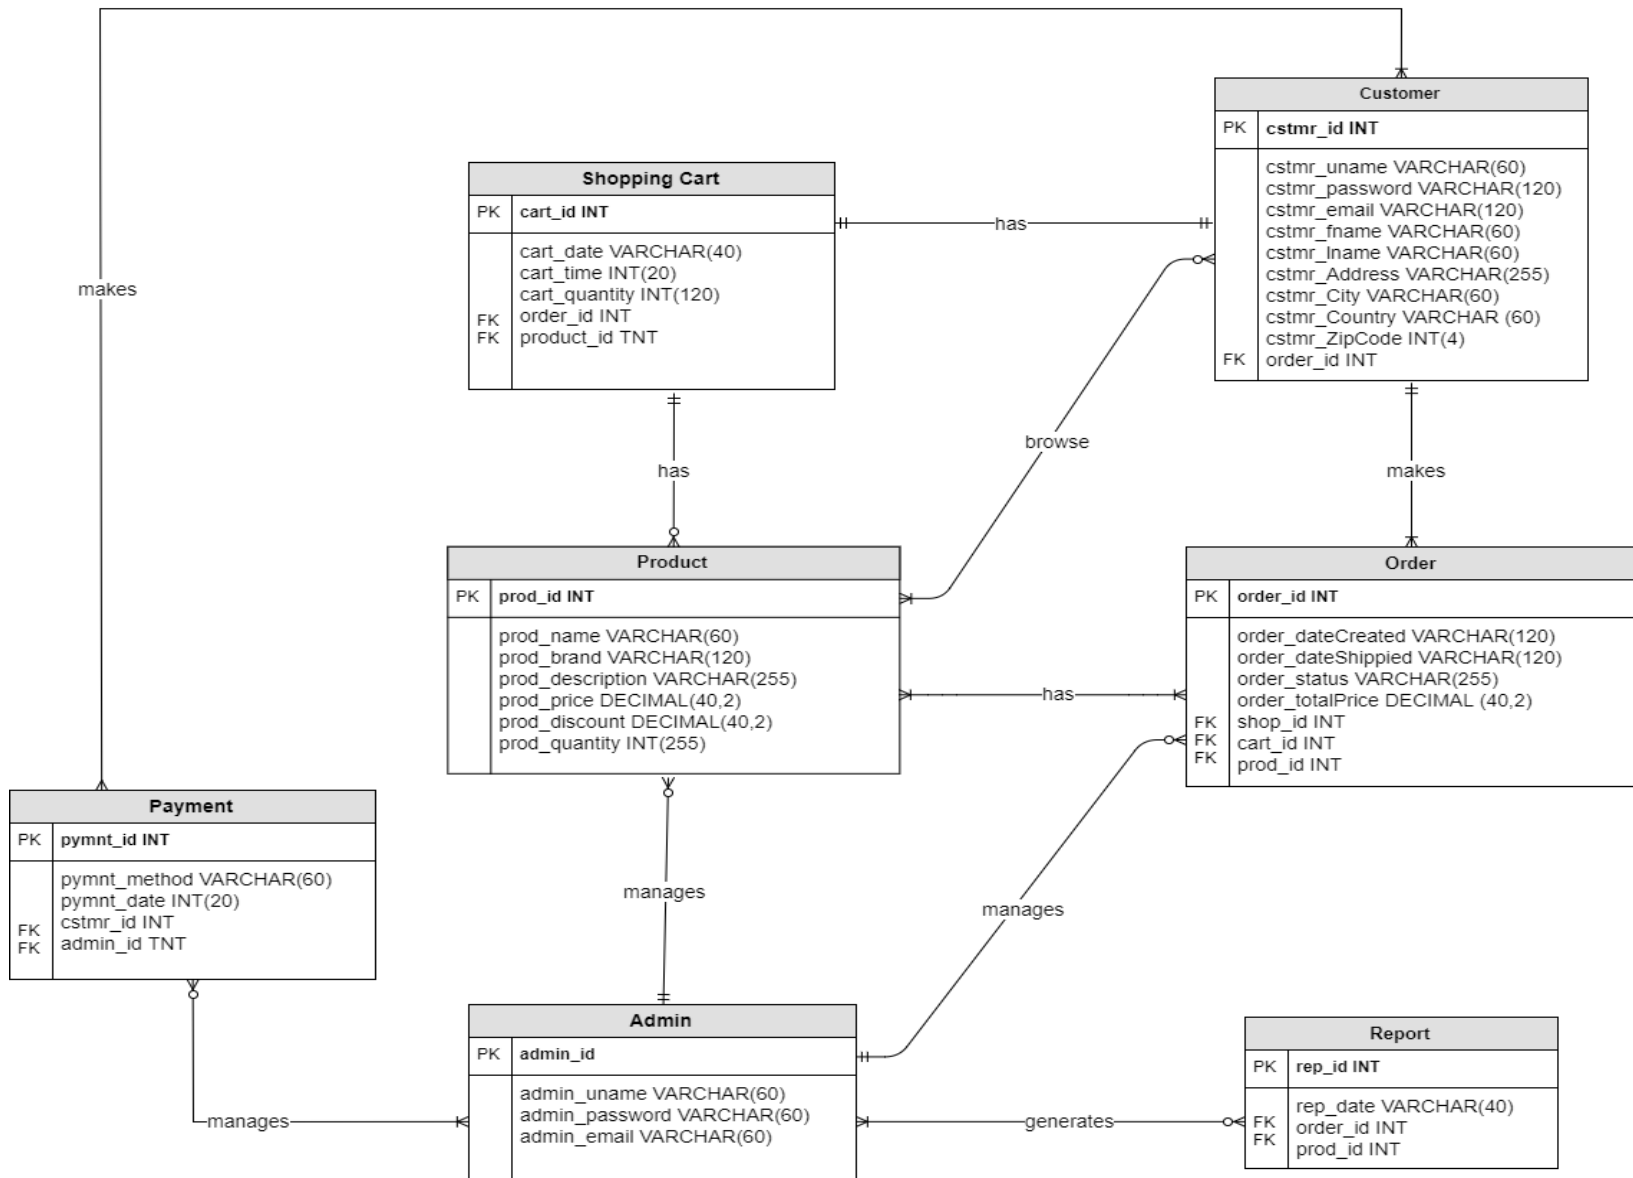 Customer
PK cstmr_id INT
cstmr_uname VARCHAR(60)
cstmr_password VARCHAR(120)
cstmr_email VARCHAR(120)
cstmr_fname VARCHAR(60)
cstmr_lname VARCHAR(60)
cstmr_Address VARCHAR(255)
cstmr_City VARCHAR(60)
cstmr_Country VARCHAR (60)
cstmr_ZipCode INT(4)
FK order_id INT
Shopping Cart
PK cart_id INT
cart_date VARCHAR(40)
cart_time INT(20)
cart_quantity INT(120)
FK order_id INT
FK product_id TNT
has
makes
browse
has
makes
Product
PK prod_id INT
prod_name VARCHAR(60)
prod_brand VARCHAR(120)
prod_description VARCHAR(255)
prod_price DECIMAL(40,2)
prod_discount DECIMAL(40,2)
prod_quantity INT(255)
has
Order
PK order_id INT
order_dateCreated VARCHAR(120)
order_dateShippied VARCHAR(120)
order_status VARCHAR(255)
order_totalPrice DECIMAL (40,2)
FK shop_id INT
FK cart_id INT
FK prod_id INT
Payment
PK pymnt_id INT
pymnt_method VARCHAR(60)
pymnt_date INT(20)
FK cstmr_id INT
FK admin_id TNT
manages
manages
manages
Admin
PK admin_id
admin_uname VARCHAR(60)
admin_password VARCHAR(60)
admin_email VARCHAR(60)
generates
Report
PK rep_id INT
rep_date VARCHAR(40)
FK order_id INT
FK prod_id INT